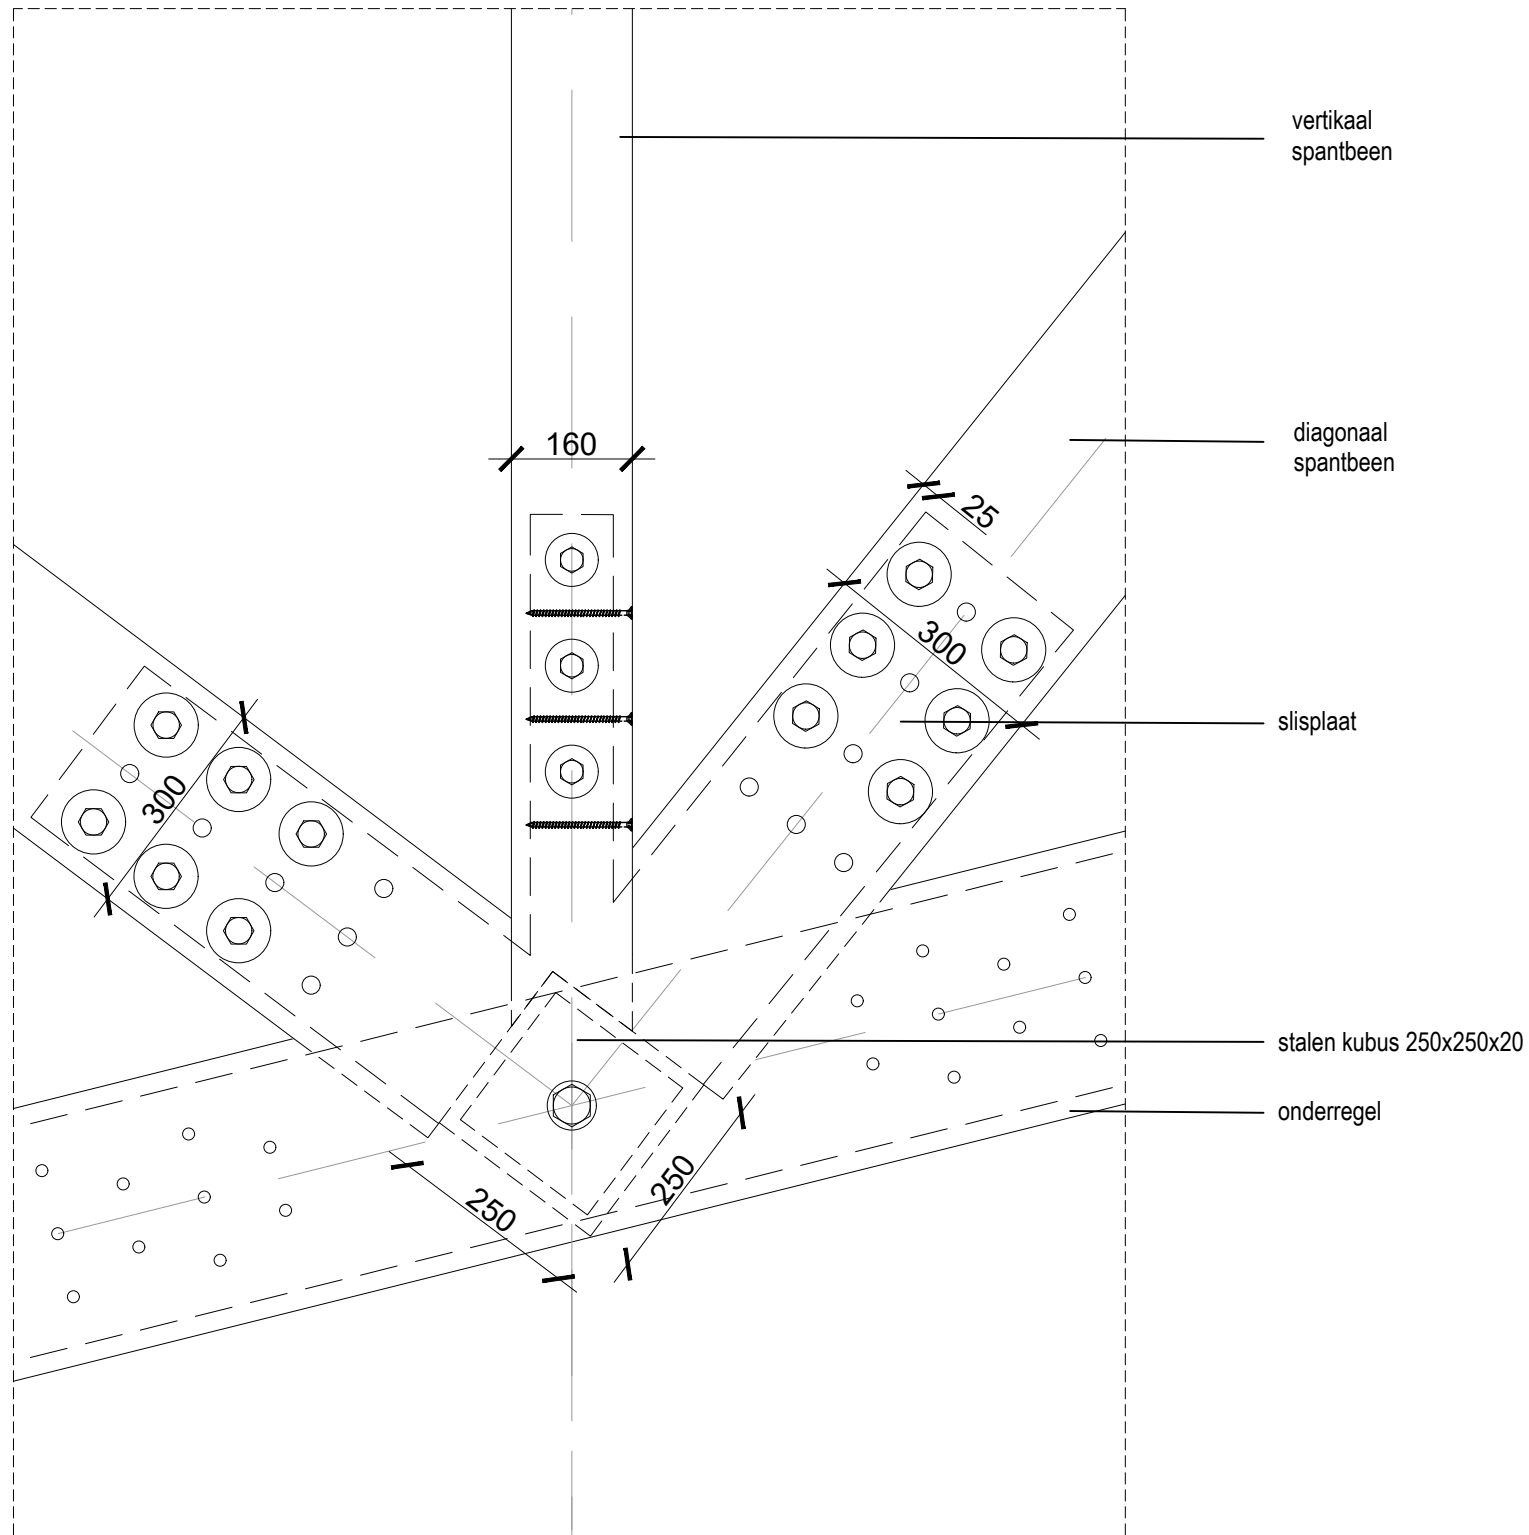 vertikaal
spantbeen
diagonaal
spantbeen
160
25
300
300
slisplaat
stalen kubus 250x250x20
onderregel
250
250